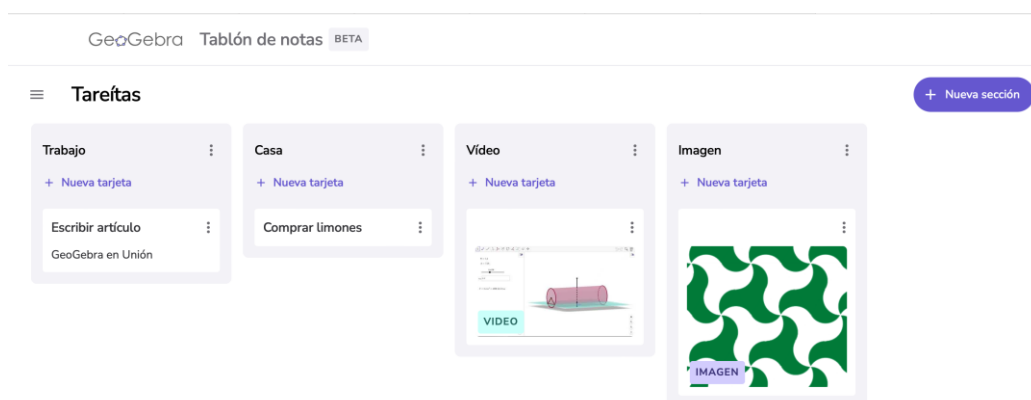 GeoGebra Tablón de notas BETA
Tareítas
+ Nueva sección
Trabajo
+ Nueva tarjeta
Escribir artículo
GeoGebra en Unión
Casa
+ Nueva tarjeta
Comprar limones
Vídeo
+ Nueva tarjeta
VIDEO
Imagen
+ Nueva tarjeta
IMAGEN